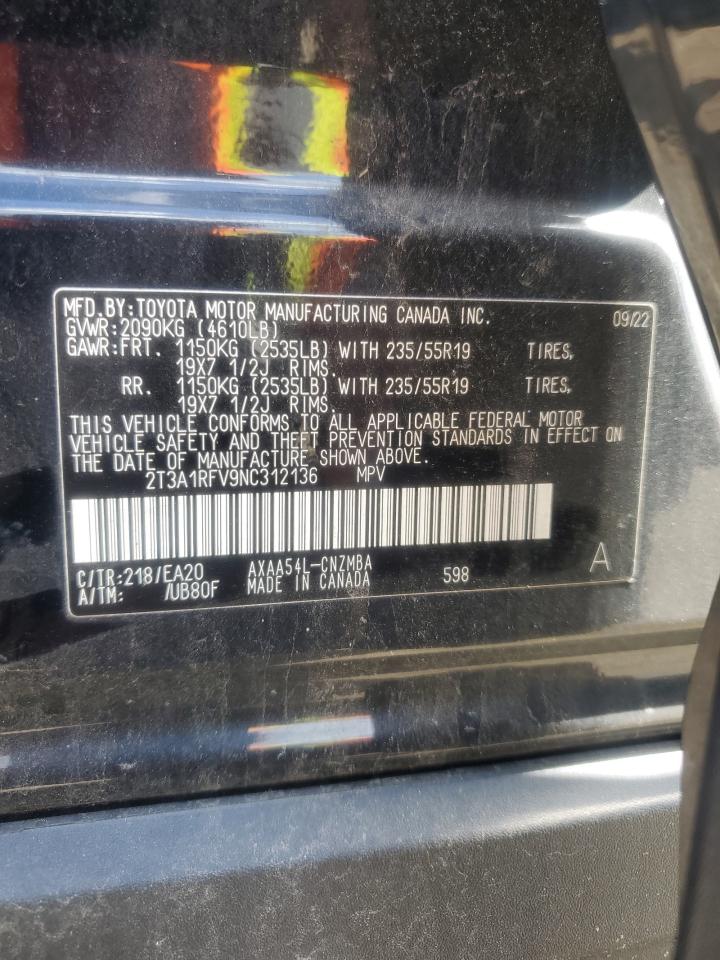 MFD.BY:TOYOTA MOTOR MANUFACTURING CANADA INC. 09/22
GVWR:2090KG (4610LB)
GAWR:FRT. 1150KG (2535LB) WITH 235/55R19 TIRES,
19X7 1/2J RIMS.
RR. 1150KG (2535LB) WITH 235/55R19 TIRES,
19X7 1/2J RIMS.
THIS VEHICLE CONFORMS TO ALL APPLICABLE FEDERAL MOTOR
VEHICLE SAFETY AND THEFT PREVENTION STANDARDS IN EFFECT ON
THE DATE OF MANUFACTURE SHOWN ABOVE.
2T3A1RFV9NC312136 MPV
C/TR:218/EA20 AXAA54L-CNZMBA 598 A
A/TM: /UB80F MADE IN CANADA